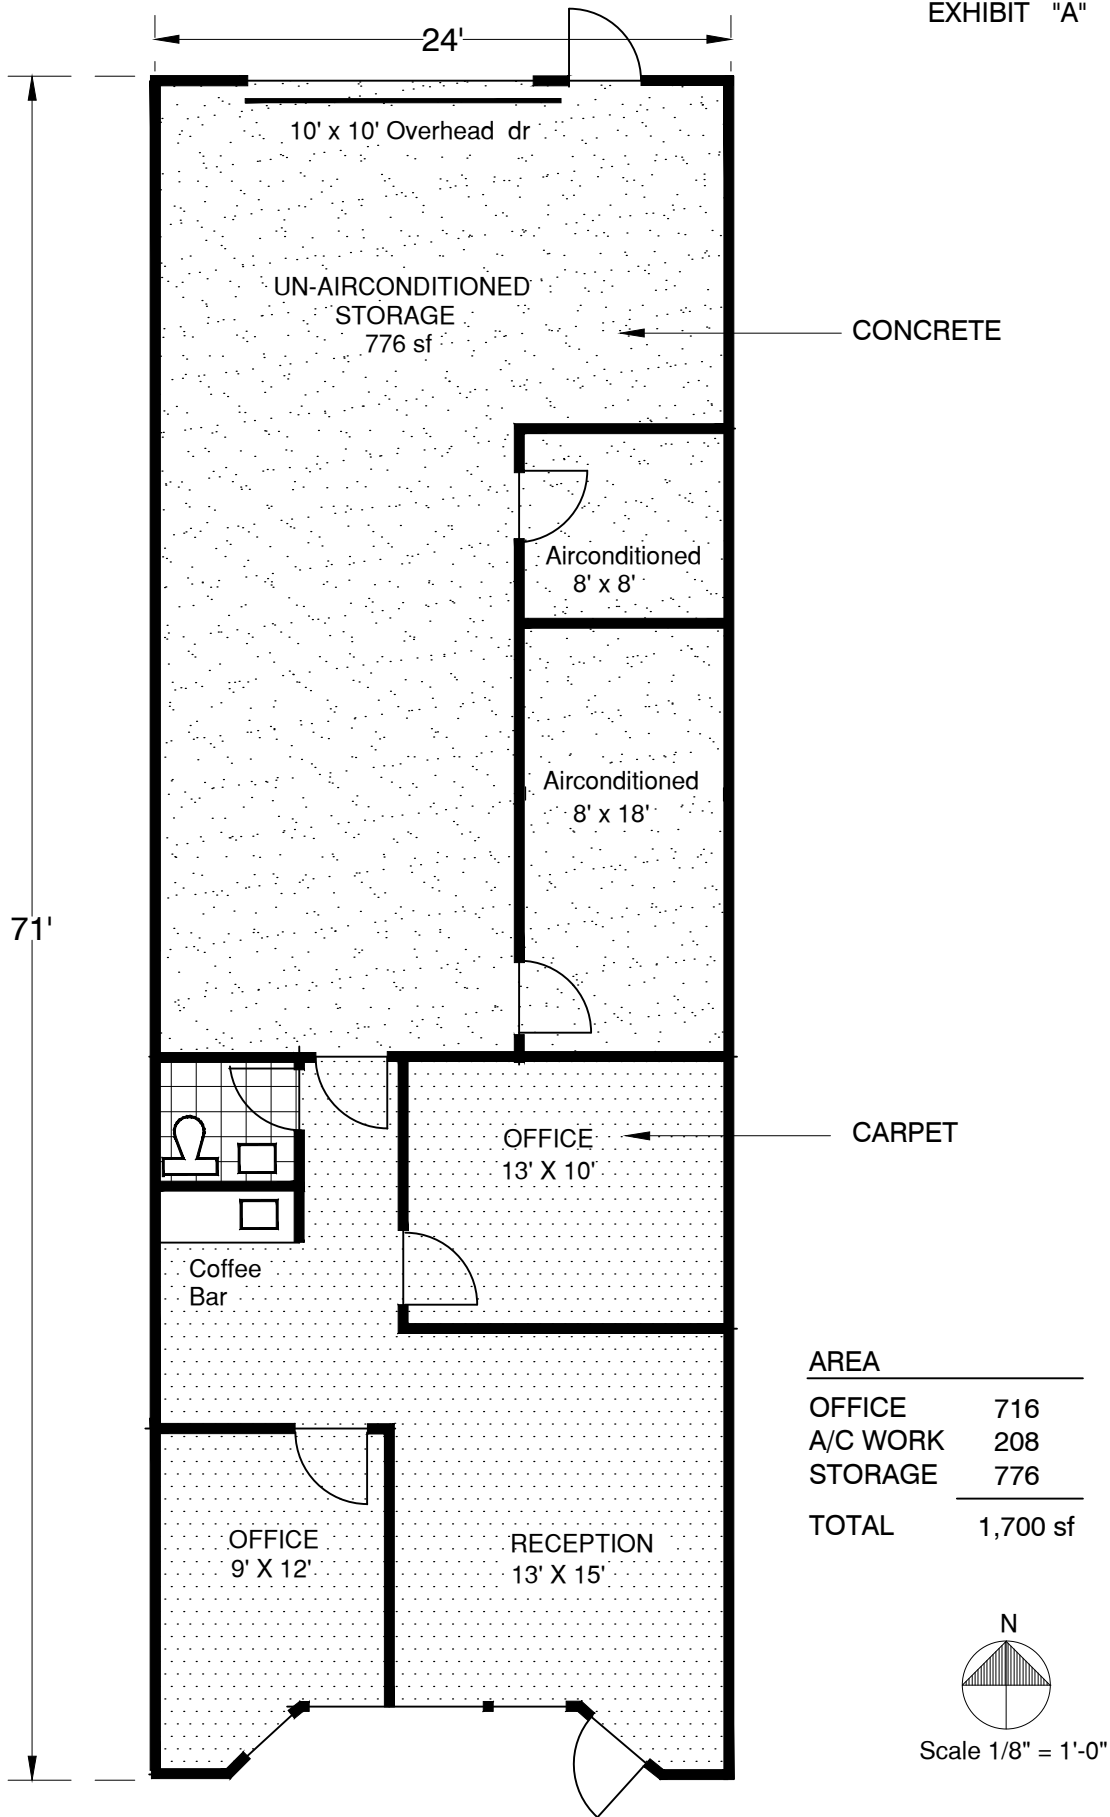 EXHIBIT "A"
24'
10' x 10' Overhead dr
UN-AIRCONDITIONED
STORAGE
776 sf
CONCRETE
Airconditioned
8' x 8'
Airconditioned
8' x 18'
71'
OFFICE
13' X 10'
CARPET
Coffee
Bar
AREA
OFFICE 716
A/C WORK 208
STORAGE 776
TOTAL 1,700 sf
OFFICE
9' X 12'
RECEPTION
13' X 15'
N
Scale 1/8" = 1'-0"